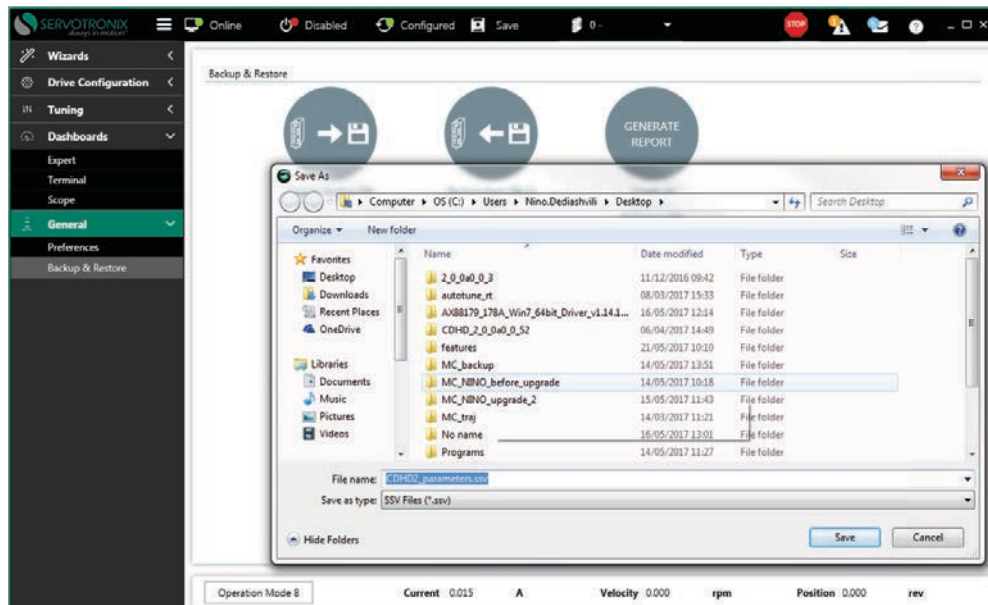 SERVOTRONIX
always in motion
Online
Disabled
Configured
Save
0 -
STOP
Wizards
Drive Configuration
Tuning
Dashboards
Expert
Terminal
Scope
General
Preferences
Backup & Restore
Backup & Restore
GENERATE
REPORT
Save As
Computer
OS (C:)
Users
Nino.Dediashvili
Desktop
Search Desktop
Organize
New folder
Favorites
Desktop
Downloads
Recent Places
OneDrive
Libraries
Documents
Music
Pictures
Videos
Name Date modified Type Size
2_0_0a0_0_3 11/12/2016 09:42 File folder
autotune_rt 08/03/2017 15:33 File folder
AX88179_178A_Win7_64bit_Driver_v1.14.1... 16/05/2017 12:14 File folder
CDHD_2_0_0a0_0_52 06/04/2017 14:49 File folder
features 21/05/2017 10:10 File folder
MC_backup 14/05/2017 13:51 File folder
MC_NINO_before_upgrade 14/05/2017 10:18 File folder
MC_NINO_upgrade_2 15/05/2017 11:43 File folder
MC_traj 14/03/2017 11:21 File folder
No name 16/05/2017 13:01 File folder
Programs 14/05/2017 11:27 File folder
File name: CDHD2_parameters.ssv
Save as type: SSV Files (*.ssv)
Hide Folders
Save
Cancel
Operation Mode 8
Current 0.015 A
Velocity 0.000 rpm
Position 0.000 rev